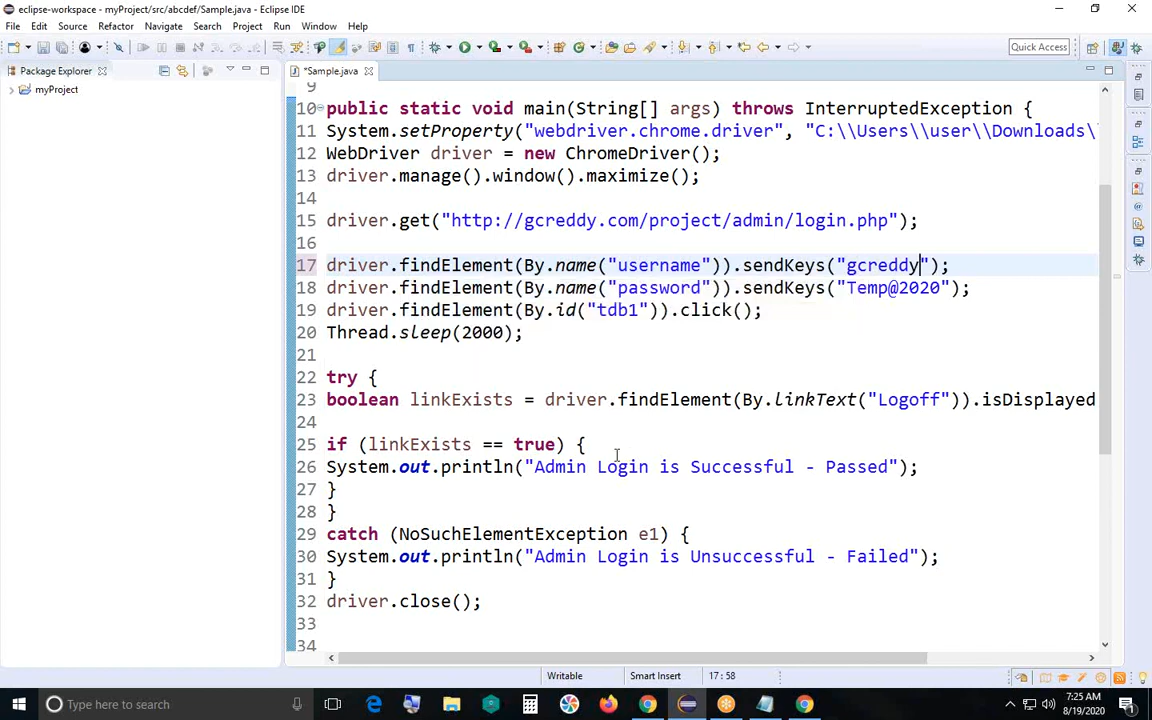 eclipse-workspace - myProject/src/abcdef/Sample.java - Eclipse IDE
File Edit Source Refactor Navigate Search Project Run Window Help
Quick Access
Package Explorer
*Sample.java
myProject
9
10 public static void main(String[] args) throws InterruptedException {
11 System.setProperty("webdriver.chrome.driver", "C:\\Users\\user\\Downloads\
12 WebDriver driver = new ChromeDriver();
13 driver.manage().window().maximize();
14
15 driver.get("http://gcreddy.com/project/admin/login.php");
16
17 driver.findElement(By.name("username")).sendKeys("gcreddy");
18 driver.findElement(By.name("password")).sendKeys("Temp@2020");
19 driver.findElement(By.id("tdb1")).click();
20 Thread.sleep(2000);
21
22 try {
23 boolean linkExists = driver.findElement(By.linkText("Logoff")).isDisplayed
24
25 if (linkExists == true) {
26 System.out.println("Admin Login is Successful - Passed");
27 }
28 }
29 catch (NoSuchElementException e1) {
30 System.out.println("Admin Login is Unsuccessful - Failed");
31 }
32 driver.close();
33
34
Writable Smart Insert 17 : 58
Type here to search
7:25 AM
8/19/2020
1